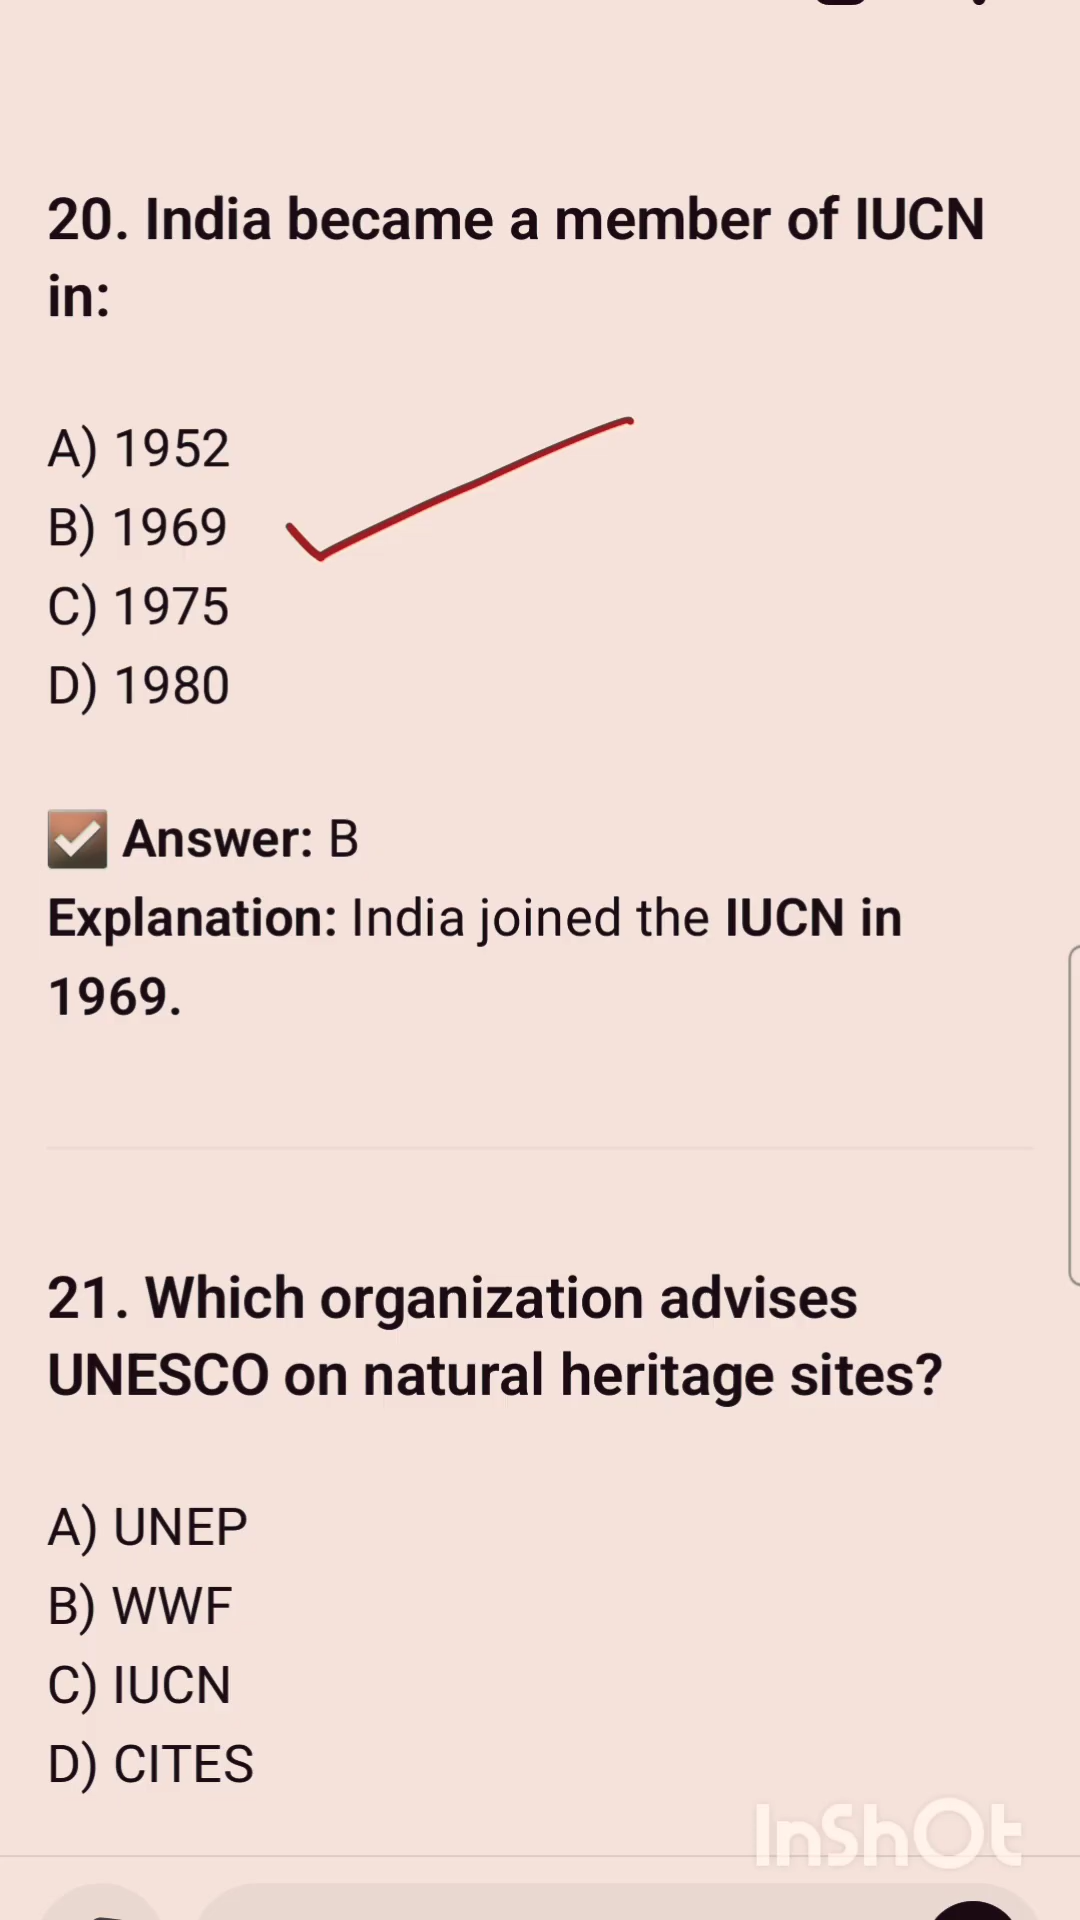 20. India became a member of IUCN
in:
A) 1952
B) 1969
C) 1975
D) 1980
Answer: B
Explanation: India joined the IUCN in
1969.
21. Which organization advises
UNESCO on natural heritage sites?
A) UNEP
B) WWF
C) IUCN
D) CITES
InShOt